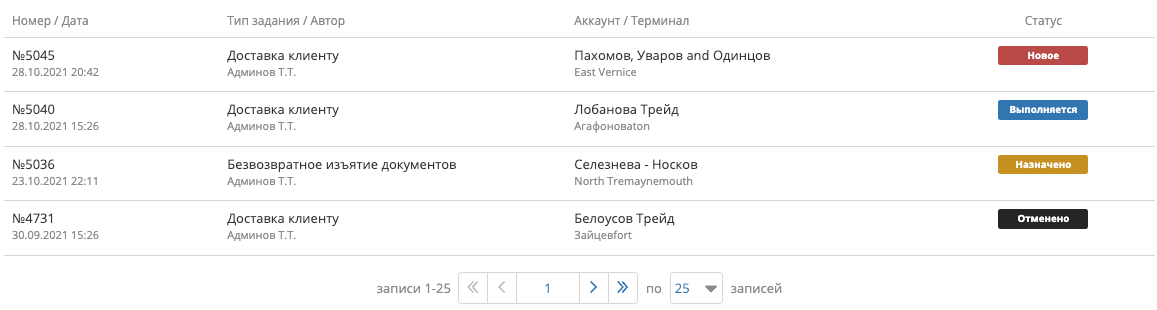 Номер / Дата Тип задания / Автор Аккаунт / Терминал Статус
№5045 Доставка клиенту Пахомов, Уваров and Одинцов Новое
28.10.2021 20:42 Админов Т.Т. East Vernice
№5040 Доставка клиенту Лобанова Трейд Выполняется
28.10.2021 15:26 Админов Т.Т. Агафоноваton
№5036 Безвозвратное изъятие документов Селезнева - Носков Назначено
23.10.2021 22:11 Админов Т.Т. North Tremaynemouth
№4731 Доставка клиенту Белоусов Трейд Отменено
30.09.2021 15:26 Админов Т.Т. Зайцевfort
записи 1-25 1 по 25 записей